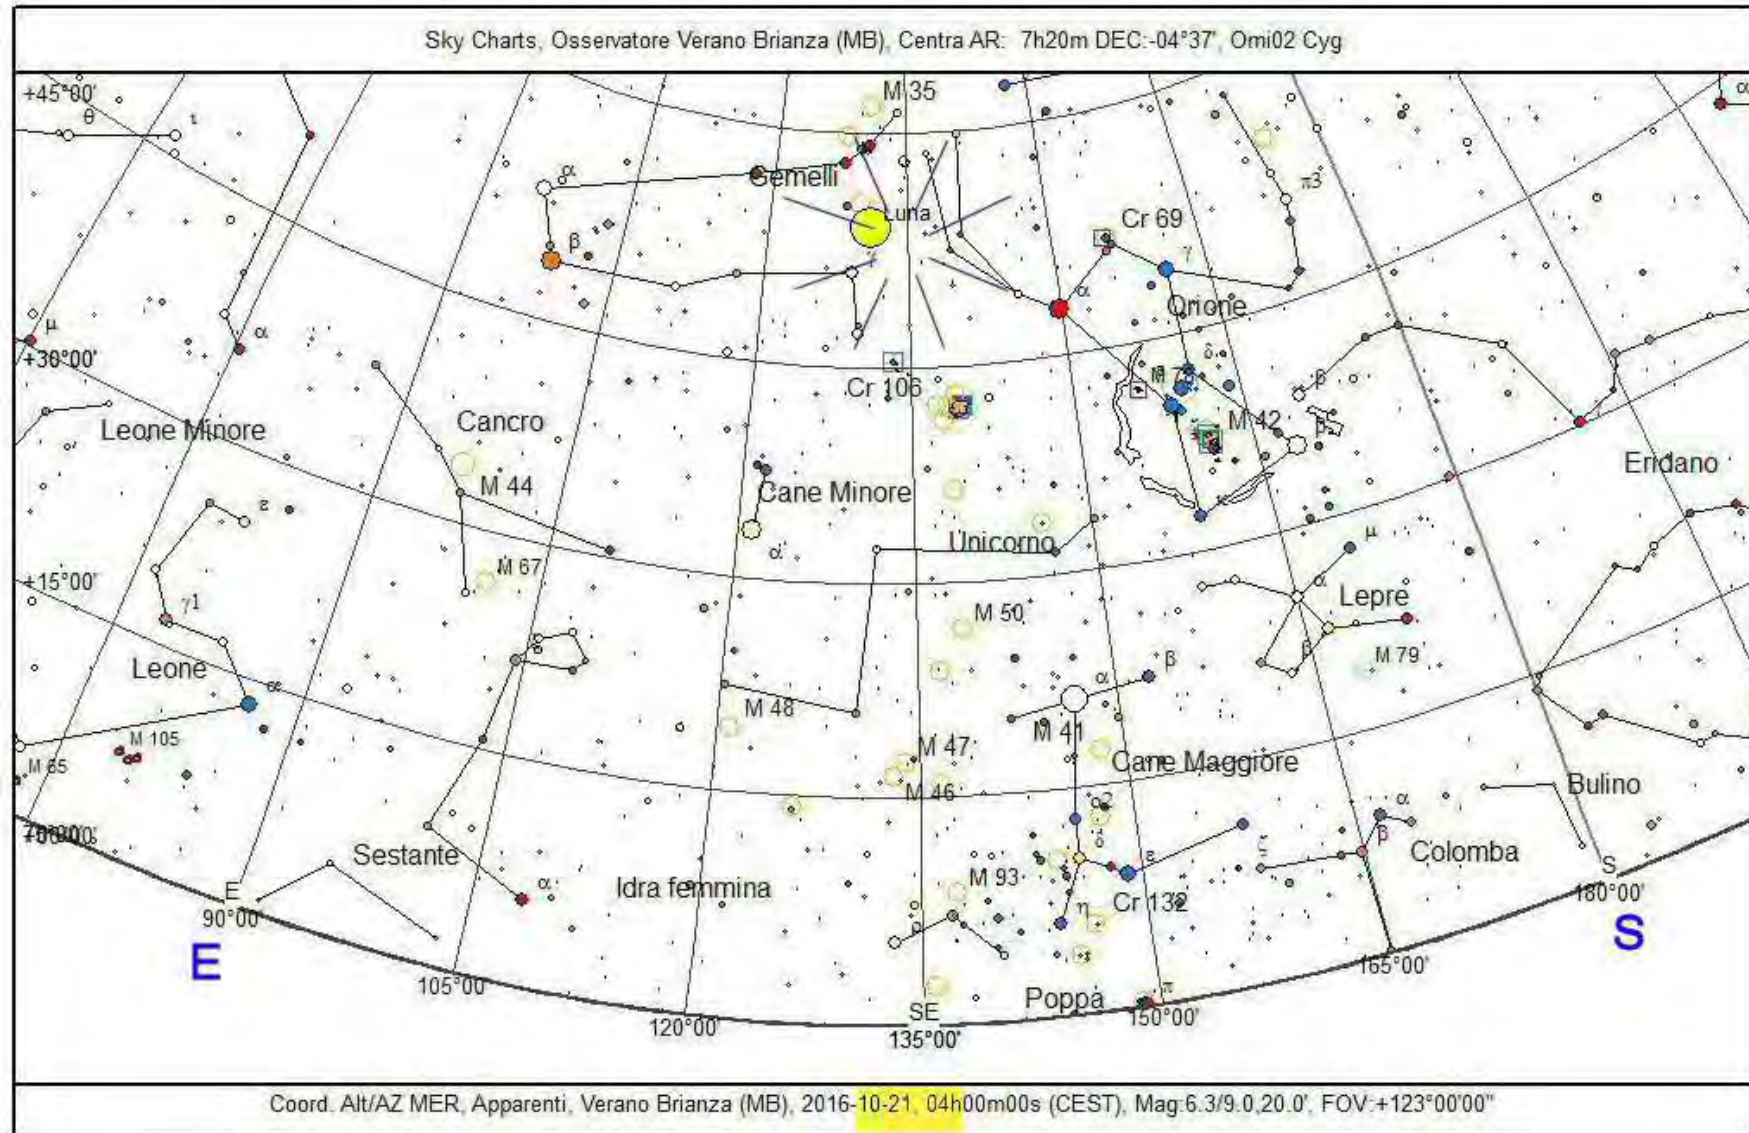 Sky Charts, Osservatore Verano Brianza (MB), Centra AR: 7h20m DEC:-04°37', Omi02 Cyg
+45°00'
M 35
α
θ
ι
α
π3
Gemelli
Luna
Cr 69
β
γ
γ
α
Orione
μ
α
+30°00'
δ
Cr 106
β
Leone Minore
Cancro
M 42
β
Eridano
M 44
Cane Minore
ε
κ
α
Unicorno
μ
M 67
+15°00'
α
γ1
Lepre
M 50
β
M 79
Leone
β
α
α
M 48
M 41
M 105
M 47
Cane Maggiore
M 46
Bulino
α
δ
β
Colomba
Sestante
ε
ζ
M 93
S
α
Idra femmina
180°00'
E
90°00'
Cr 132
η
E
S
165°00'
105°00'
Poppa
π
SE
150°00'
120°00'
135°00'
Coord. Alt/AZ MER, Apparenti, Verano Brianza (MB), 2016-10-21, 04h00m00s (CEST), Mag:6.3/9.0,20.0', FOV:+123°00'00"